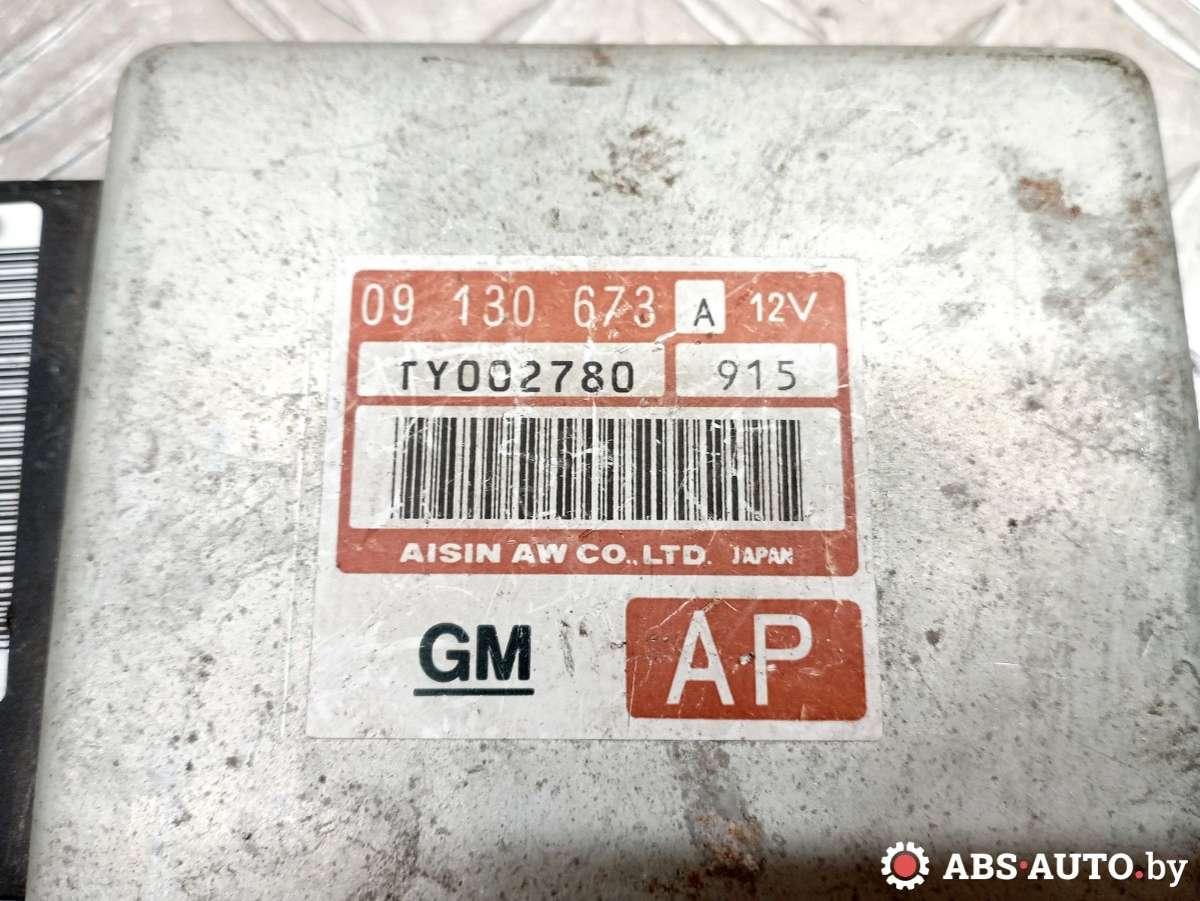 09 130 673 A 12V
TY002780 915
AISIN AW CO.,LTD. JAPAN
GM AP
ABS·AUTO.by